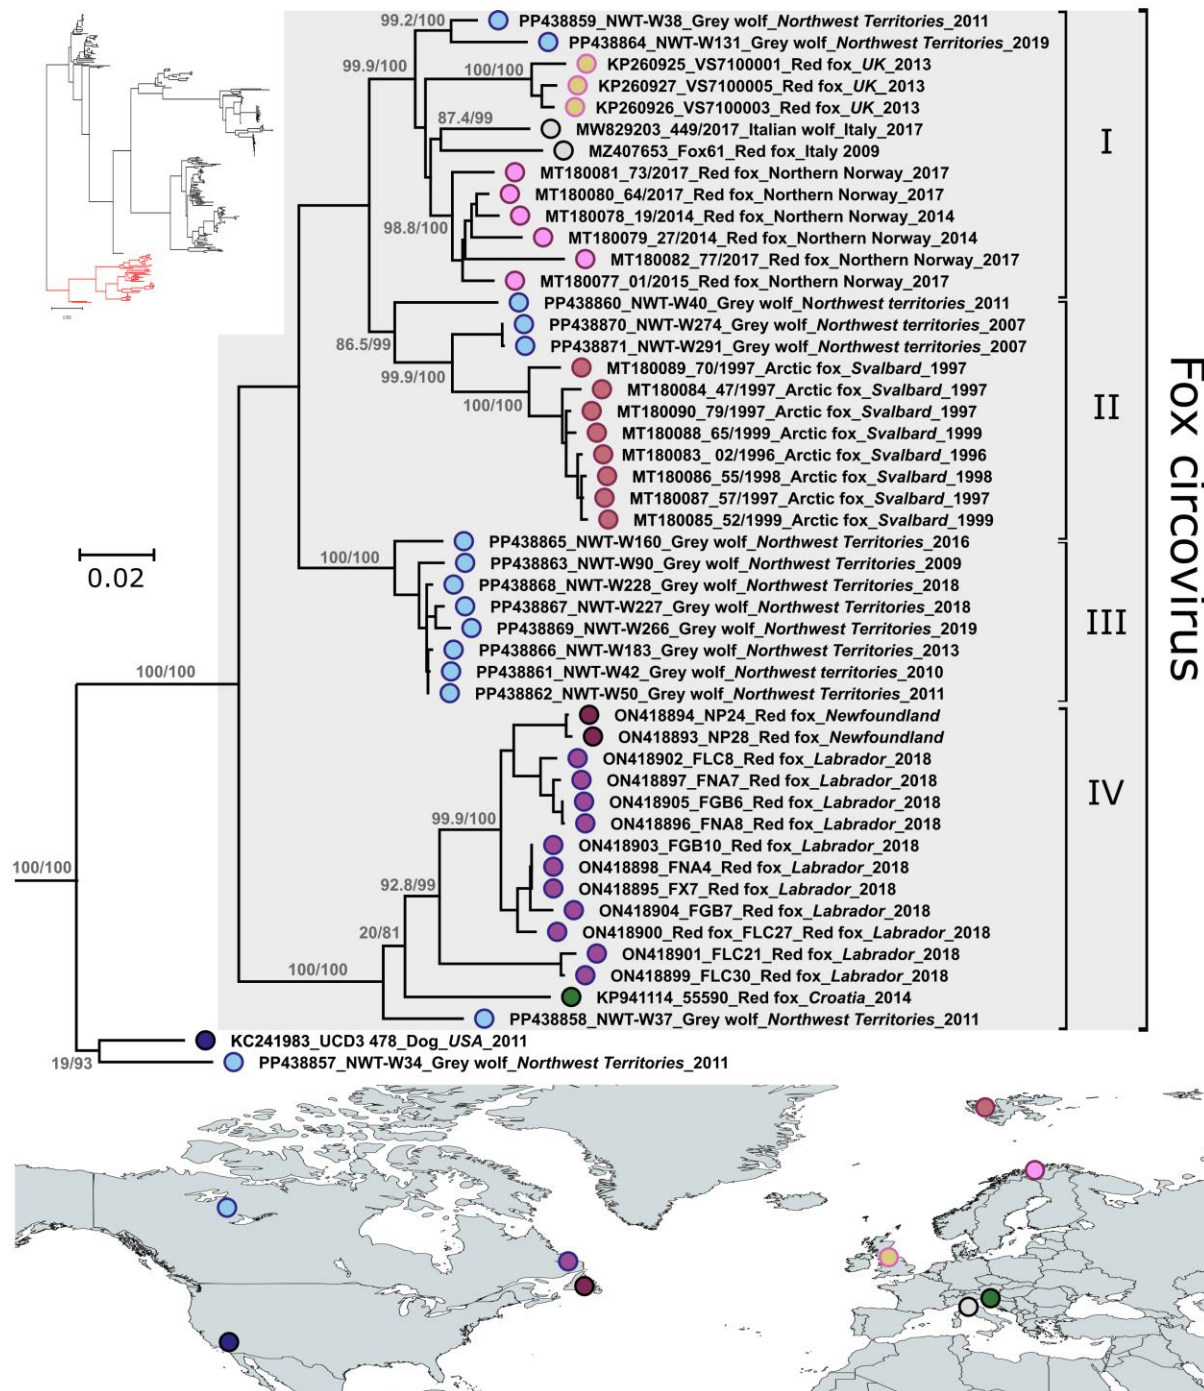 99.2/100
PP438859_NWT-W38_Grey wolf_Northwest Territories_2011
PP438864_NWT-W131_Grey wolf_Northwest Territories_2019
99.9/100
100/100
KP260925_VS7100001_Red fox_UK_2013
KP260927_VS7100005_Red fox_UK_2013
KP260926_VS7100003_Red fox_UK_2013
87.4/99
MW829203_449/2017_Italian wolf_Italy_2017
MZ407653_Fox61_Red fox_Italy 2009
I
MT180081_73/2017_Red fox_Northern Norway_2017
MT180080_64/2017_Red fox_Northern Norway_2017
MT180078_19/2014_Red fox_Northern Norway_2014
98.8/100
MT180079_27/2014_Red fox_Northern Norway_2014
MT180082_77/2017_Red fox_Northern Norway_2017
MT180077_01/2015_Red fox_Northern Norway_2017
PP438860_NWT-W40_Grey wolf_Northwest territories_2011
PP438870_NWT-W274_Grey wolf_Northwest territories_2007
86.5/99
PP438871_NWT-W291_Grey wolf_Northwest territories_2007
99.9/100
MT180089_70/1997_Arctic fox_Svalbard_1997
100/100
MT180084_47/1997_Arctic fox_Svalbard_1997
MT180090_79/1997_Arctic fox_Svalbard_1997
II
MT180088_65/1999_Arctic fox_Svalbard_1999
MT180083_ 02/1996_Arctic fox_Svalbard_1996
MT180086_55/1998_Arctic fox_Svalbard_1998
MT180087_57/1997_Arctic fox_Svalbard_1997
MT180085_52/1999_Arctic fox_Svalbard_1999
Fox circovirus
0.02
100/100
PP438865_NWT-W160_Grey wolf_Northwest Territories_2016
PP438863_NWT-W90_Grey wolf_Northwest Territories_2009
PP438868_NWT-W228_Grey wolf_Northwest Territories_2018
PP438867_NWT-W227_Grey wolf_Northwest Territories_2018
PP438869_NWT-W266_Grey wolf_Northwest Territories_2019
III
PP438866_NWT-W183_Grey wolf_Northwest Territories_2013
PP438861_NWT-W42_Grey wolf_Northwest territories_2010
PP438862_NWT-W50_Grey wolf_Northwest Territories_2011
100/100
ON418894_NP24_Red fox_Newfoundland
ON418893_NP28_Red fox_Newfoundland
ON418902_FLC8_Red fox_Labrador_2018
ON418897_FNA7_Red fox_Labrador_2018
IV
ON418905_FGB6_Red fox_Labrador_2018
99.9/100
ON418896_FNA8_Red fox_Labrador_2018
ON418903_FGB10_Red fox_Labrador_2018
100/100
ON418898_FNA4_Red fox_Labrador_2018
92.8/99
ON418895_FX7_Red fox_Labrador_2018
ON418904_FGB7_Red fox_Labrador_2018
20/81
ON418900_Red fox_FLC27_Red fox_Labrador_2018
ON418901_FLC21_Red fox_Labrador_2018
100/100
ON418899_FLC30_Red fox_Labrador_2018
KP941114_55590_Red fox_Croatia_2014
PP438858_NWT-W37_Grey wolf_Northwest Territories_2011
KC241983_UCD3 478_Dog_USA_2011
19/93
PP438857_NWT-W34_Grey wolf_Northwest Territories_2011